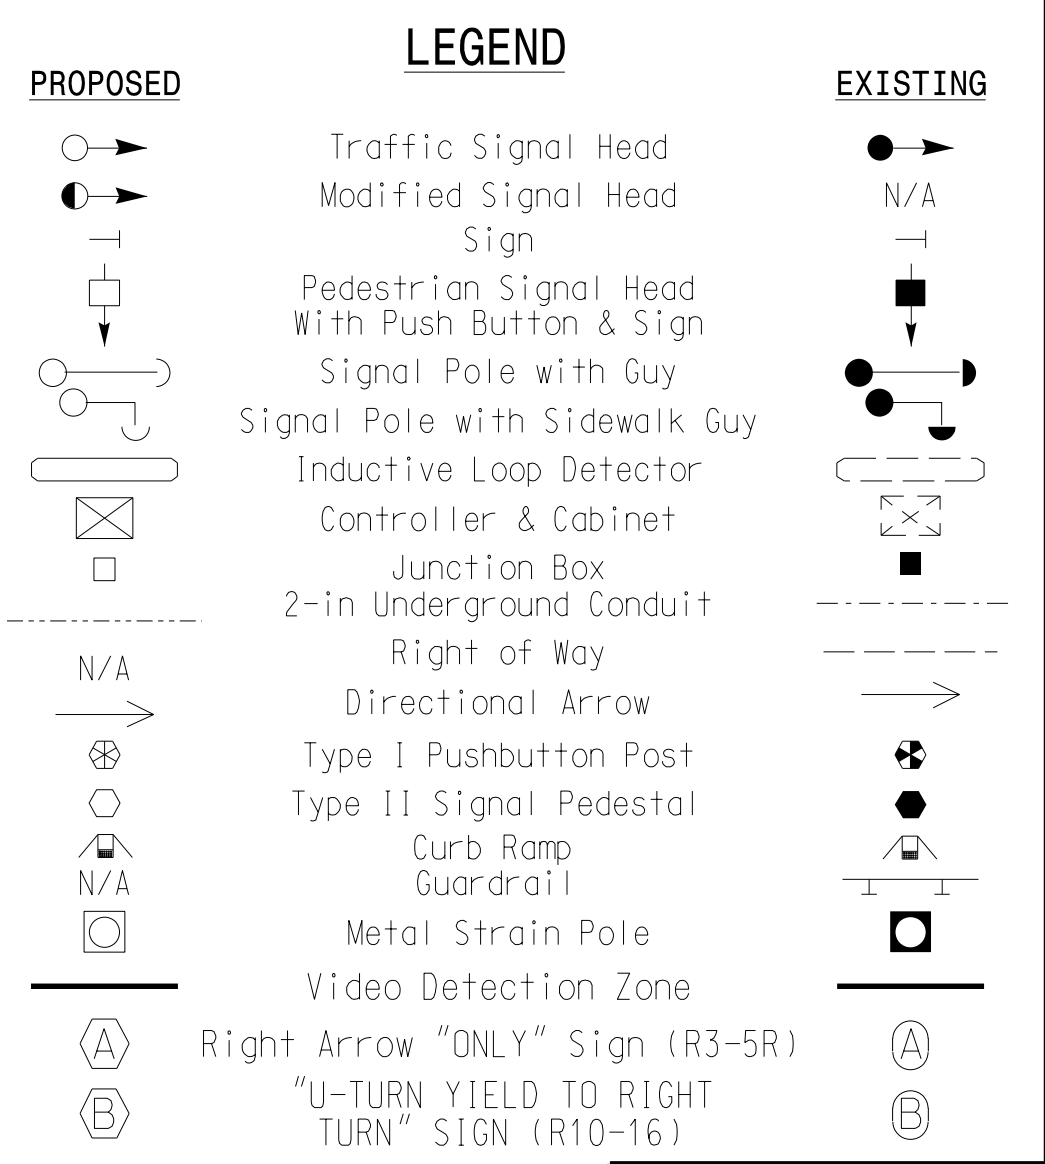 LEGEND
PROPOSED EXISTING
Traffic Signal Head
Modified Signal Head N/A
Sign
Pedestrian Signal Head
With Push Button & Sign
Signal Pole with Guy
Signal Pole with Sidewalk Guy
Inductive Loop Detector
Controller & Cabinet
Junction Box
2-in Underground Conduit
N/A Right of Way
Directional Arrow
Type I Pushbutton Post
Type II Signal Pedestal
Curb Ramp
N/A Guardrail
Metal Strain Pole
Video Detection Zone
A Right Arrow "ONLY" Sign (R3-5R) A
B "U-TURN YIELD TO RIGHT B
TURN" SIGN (R10-16)